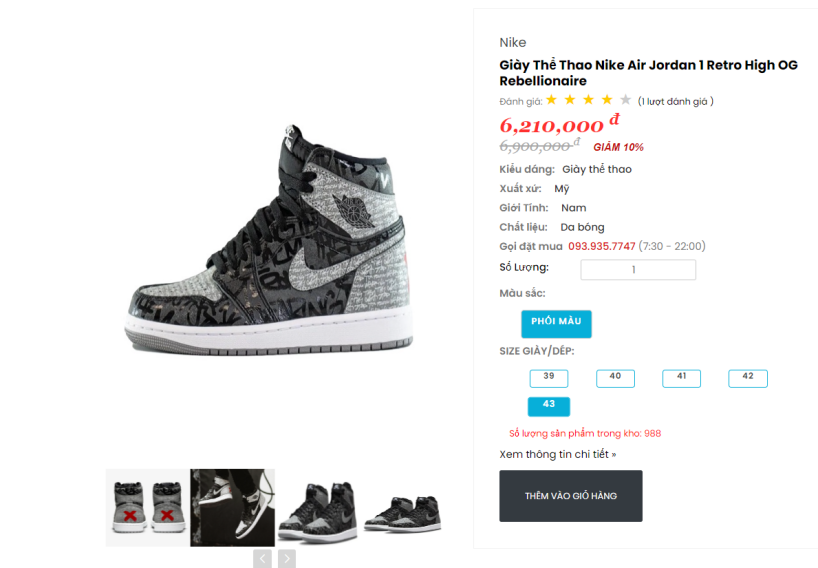 Nike
Giày Thể Thao Nike Air Jordan 1 Retro High OG
Rebellionaire
Đánh giá: (1 lượt đánh giá )
6,210,000 đ
6,900,000 đ GIẢM 10%
Kiểu dáng: Giày thể thao
Xuất xứ: Mỹ
Giới Tính: Nam
Chất liệu: Da bóng
Gọi đặt mua 093.935.7747 (7:30 - 22:00)
Số Lượng: 1
Màu sắc:
PHỐI MÀU
SIZE GIÀY/DÉP:
39 40 41 42
43
Số lượng sản phẩm trong kho: 988
Xem thông tin chi tiết »
THÊM VÀO GIỎ HÀNG